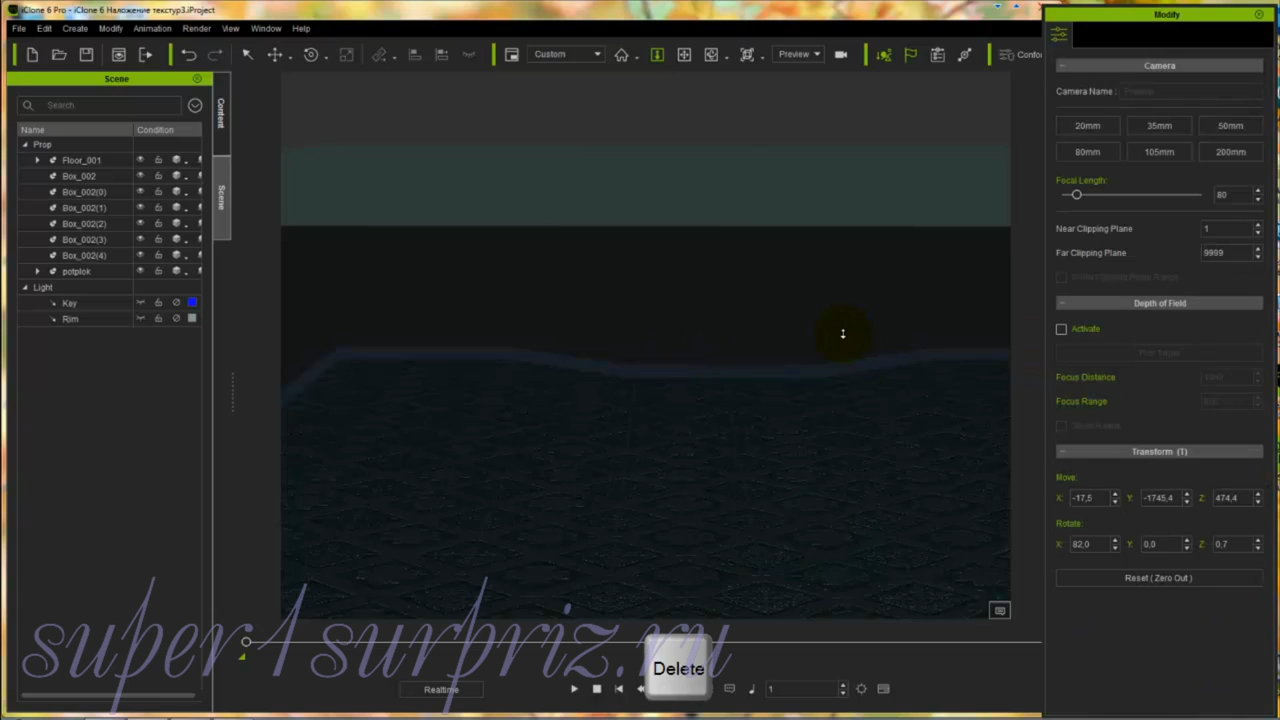 iClone 6 Pro - iClone 6 Наложение текстур3.iProject
File Edit Create Modify Animation Render View Window Help
Modify
Custom
Preview
Confor
Scene
Content
Scene
Search
Name Condition
Prop
Floor_001
Box_002
Box_002(0)
Box_002(1)
Box_002(2)
Box_002(3)
Box_002(4)
potplok
Light
Key
Rim
Camera
Camera Name : Preview
20mm 35mm 50mm
80mm 105mm 200mm
Focal Length:
80
Near Clipping Plane 1
Far Clipping Plane 9999
Depth of Field
Activate
Focus Distance
Focus Range
Transform (T)
Move:
X: -17,5 Y: -1745,4 Z: 474,4
Rotate:
X: 82,0 Y: 0,0 Z: 0,7
Reset ( Zero Out )
super1surpriz.ru
Delete
Realtime
1